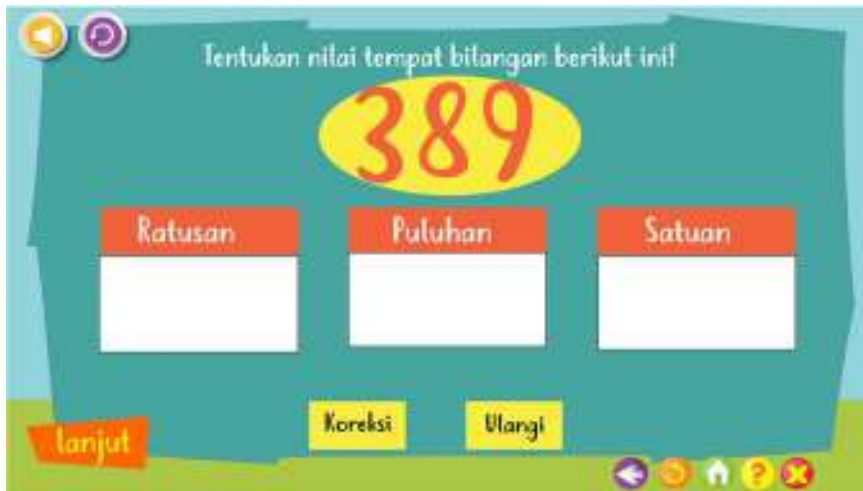 Tentukan nilai tempat bilangan berikut ini!
389
Ratusan
Puluhan
Satuan
Koreksi
Ulangi
lanjut
?